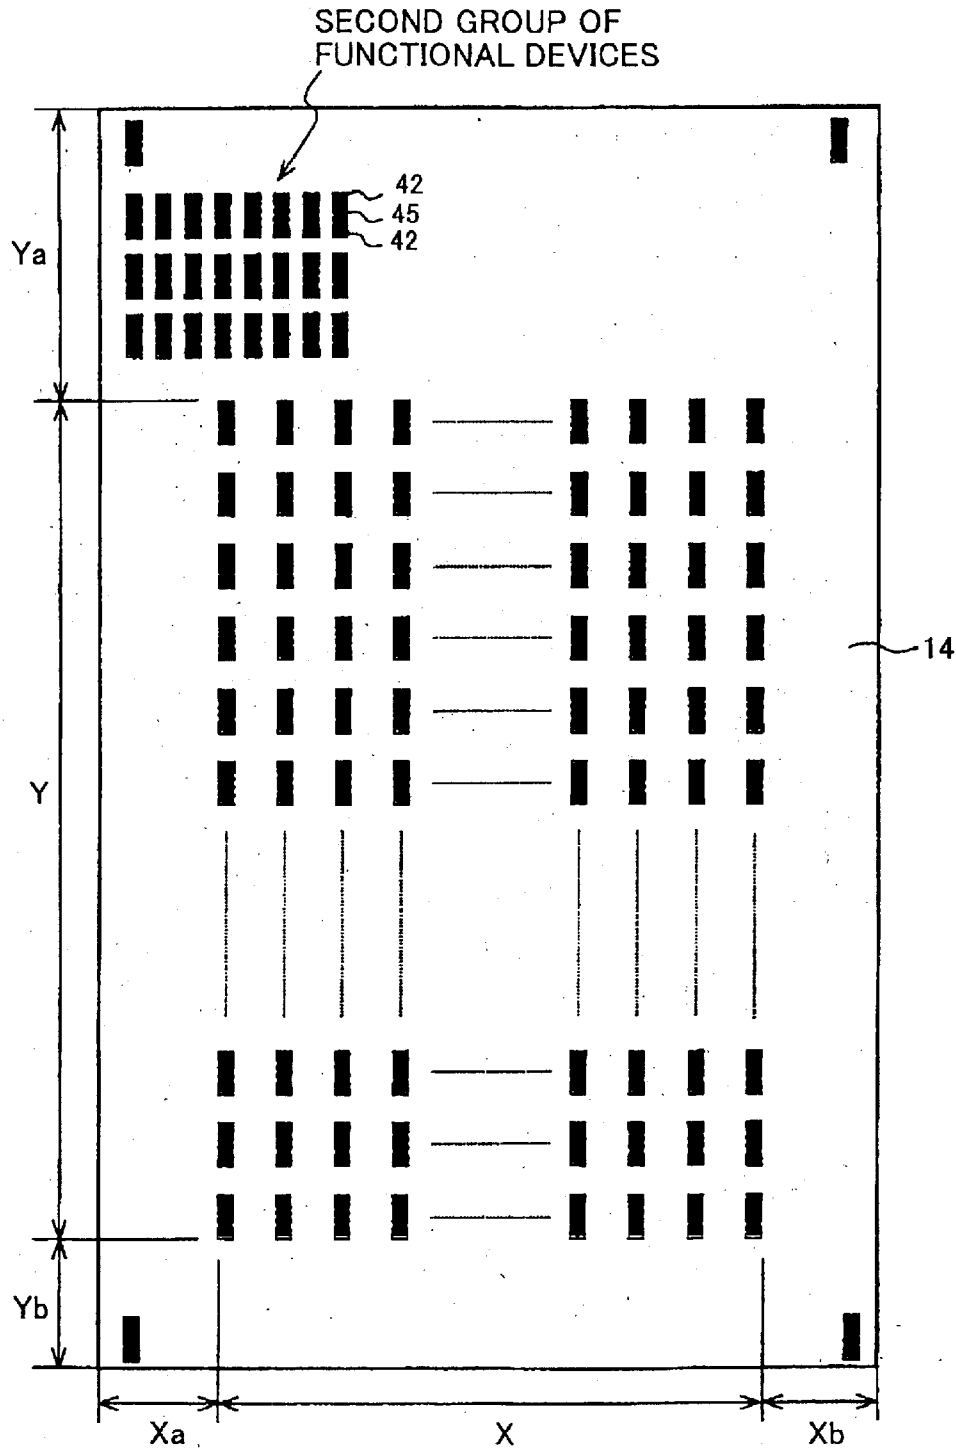 SECOND GROUP OF
FUNCTIONAL DEVICES
42
45
42
Ya
14
Y
Yb
Xa
X
Xb